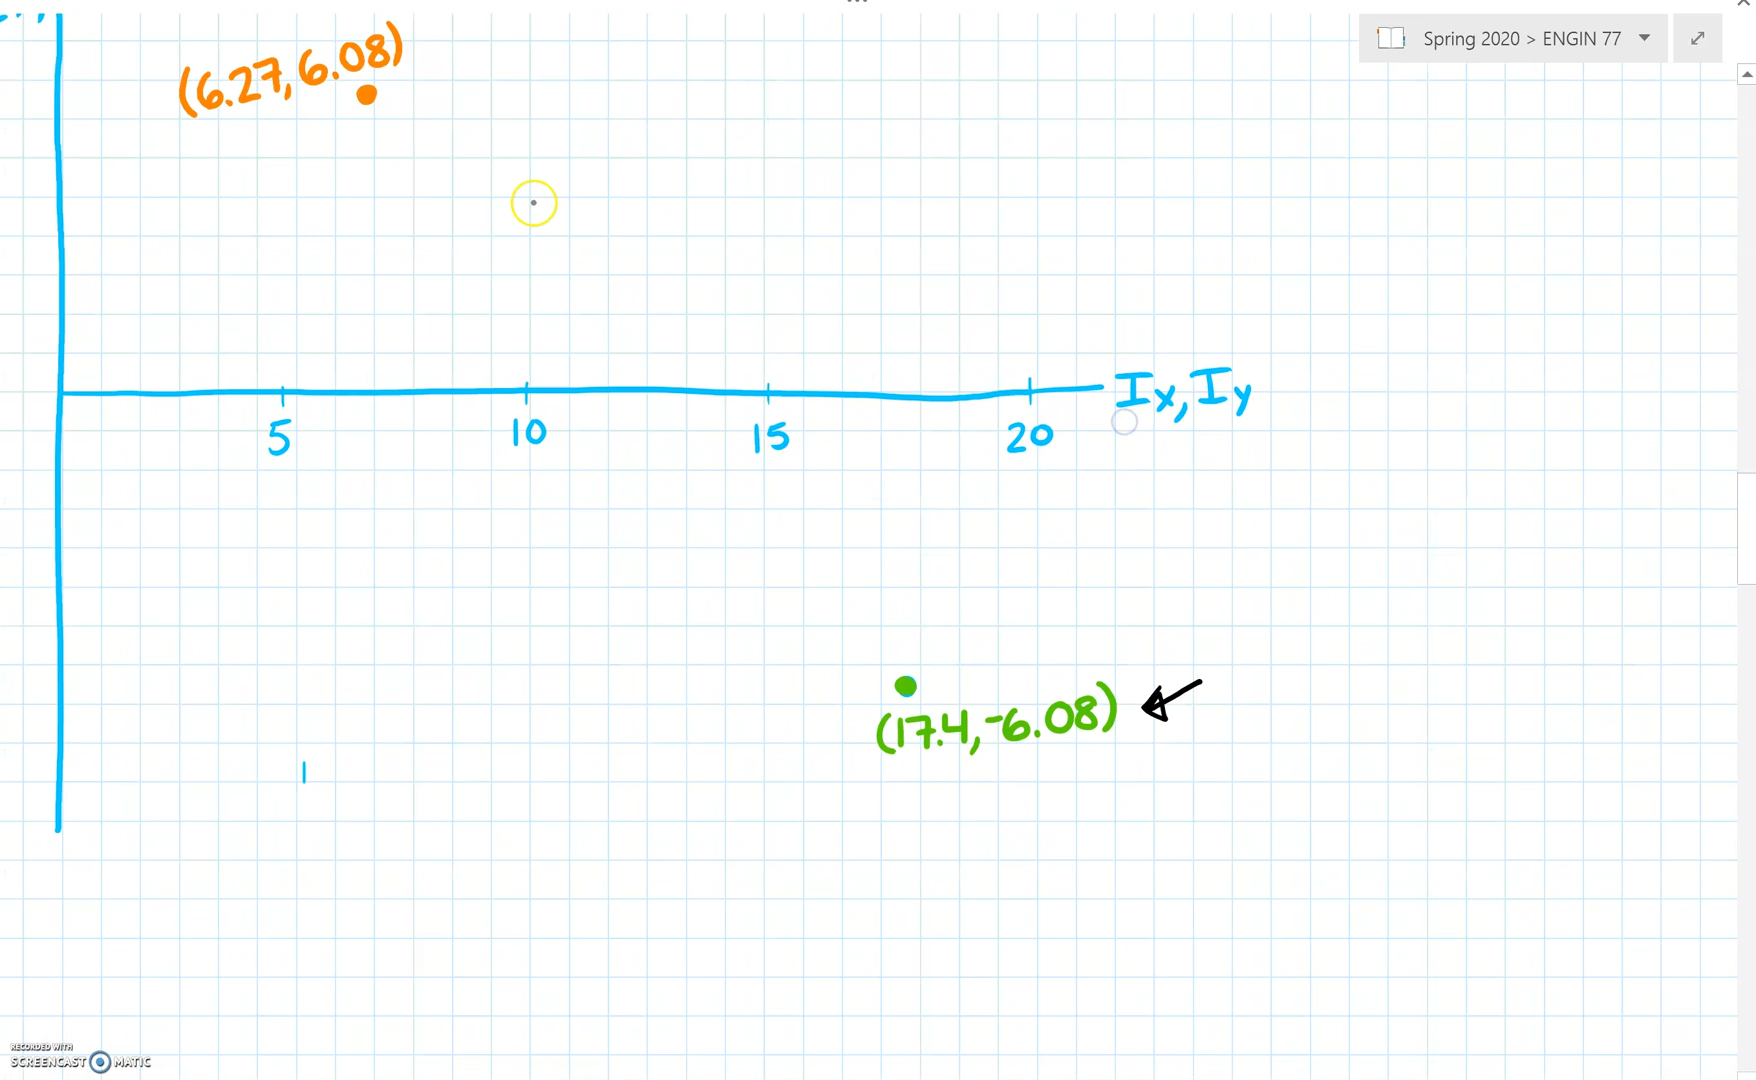 Spring 2020 > ENGIN 77
(6.27, 6.08)
Ix, Iy
5 10 15 20
(17.4, -6.08)
RECORDED WITH
SCREENCAST MATIC